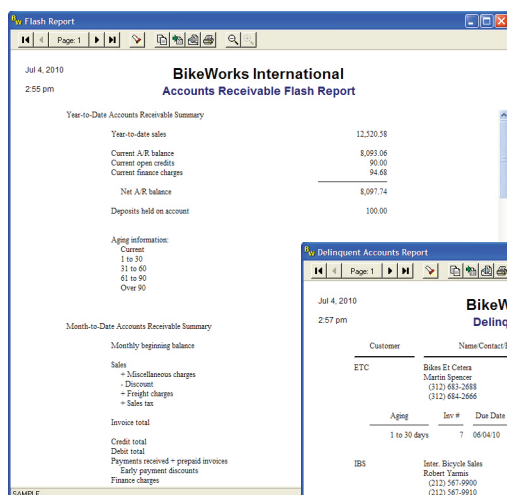 BW Flash Report
Page: 1
Jul 4, 2010
BikeWorks International
2:55 pm
Accounts Receivable Flash Report
Year-to-Date Accounts Receivable Summary
Year-to-date sales 12,520.58
Current A/R balance 8,093.06
Current open credits 90.00
Current finance charges 94.68
Net A/R balance 8,097.74
Deposits held on account 100.00
Aging information:
Current
1 to 30
31 to 60
61 to 90
Over 90
Month-to-Date Accounts Receivable Summary
Monthly beginning balance
Sales
+ Miscellaneous charges
- Discount
+ Freight charges
+ Sales tax
Invoice total
Credit total
Debit total
Payments received + prepaid invoices
Early payment discounts
Finance charges
SAMPLE
BW Delinquent Accounts Report
Page: 1
Jul 4, 2010
BikeW
2:57 pm
Delinq
Customer Name/Contact/
ETC Bikes Et Cetera
Martin Spencer
(312) 683-2688
(312) 684-2666
Aging Inv # Due Date
1 to 30 days 7 06/04/10
IBS Inter. Bicycle Sales
Robert Yarmis
(212) 567-9900
(212) 567-9910